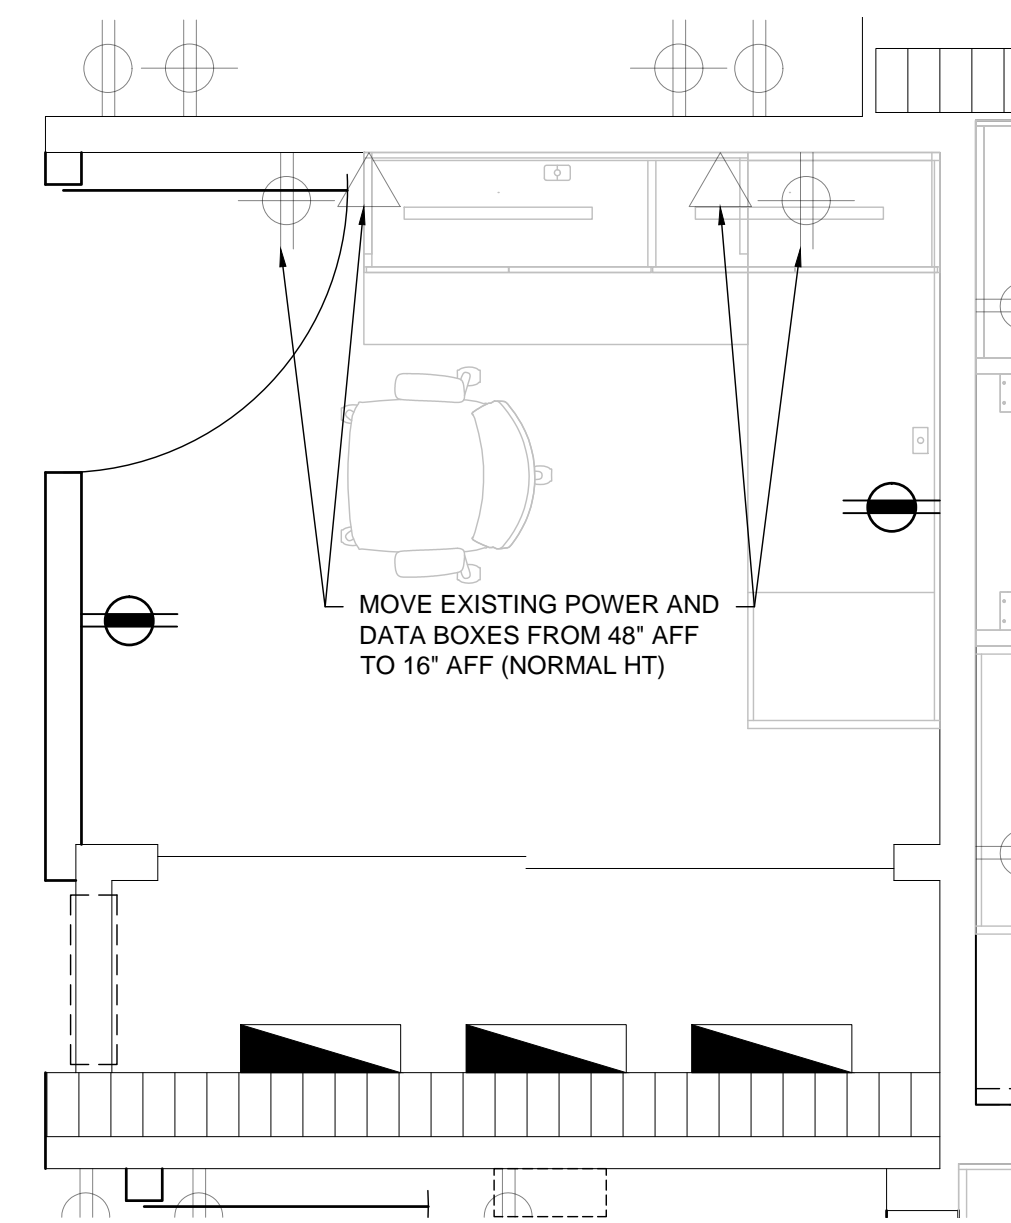 MOVE EXISTING POWER AND
DATA BOXES FROM 48" AFF
TO 16" AFF (NORMAL HT)